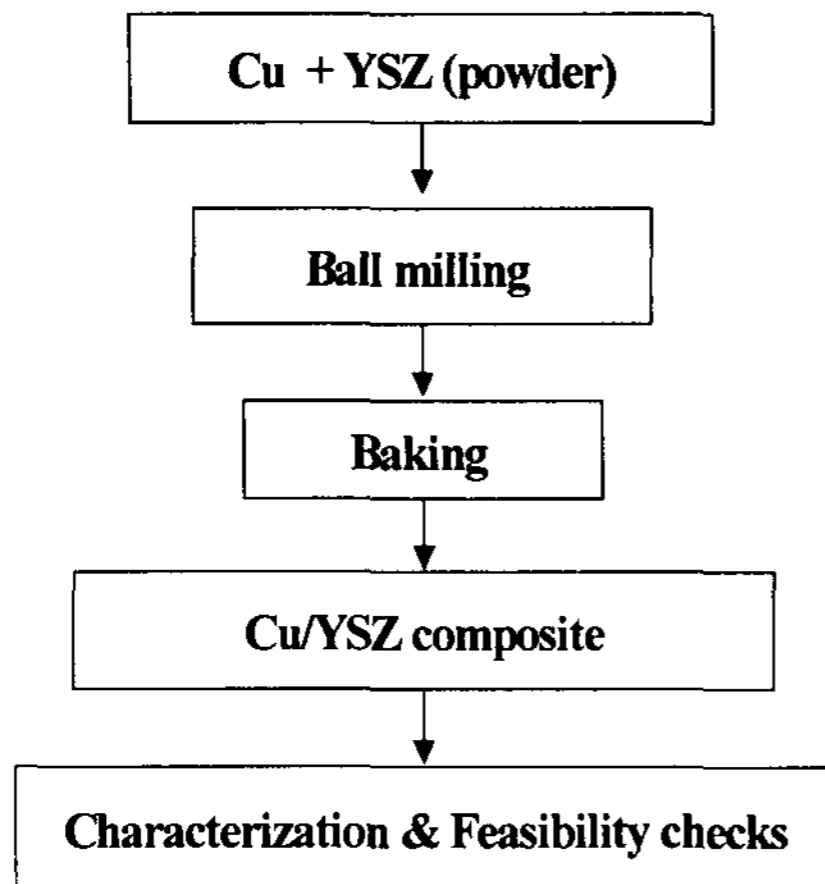 Cu + YSZ (powder)
Ball milling
Baking
Cu/YSZ composite
Characterization & Feasibility checks